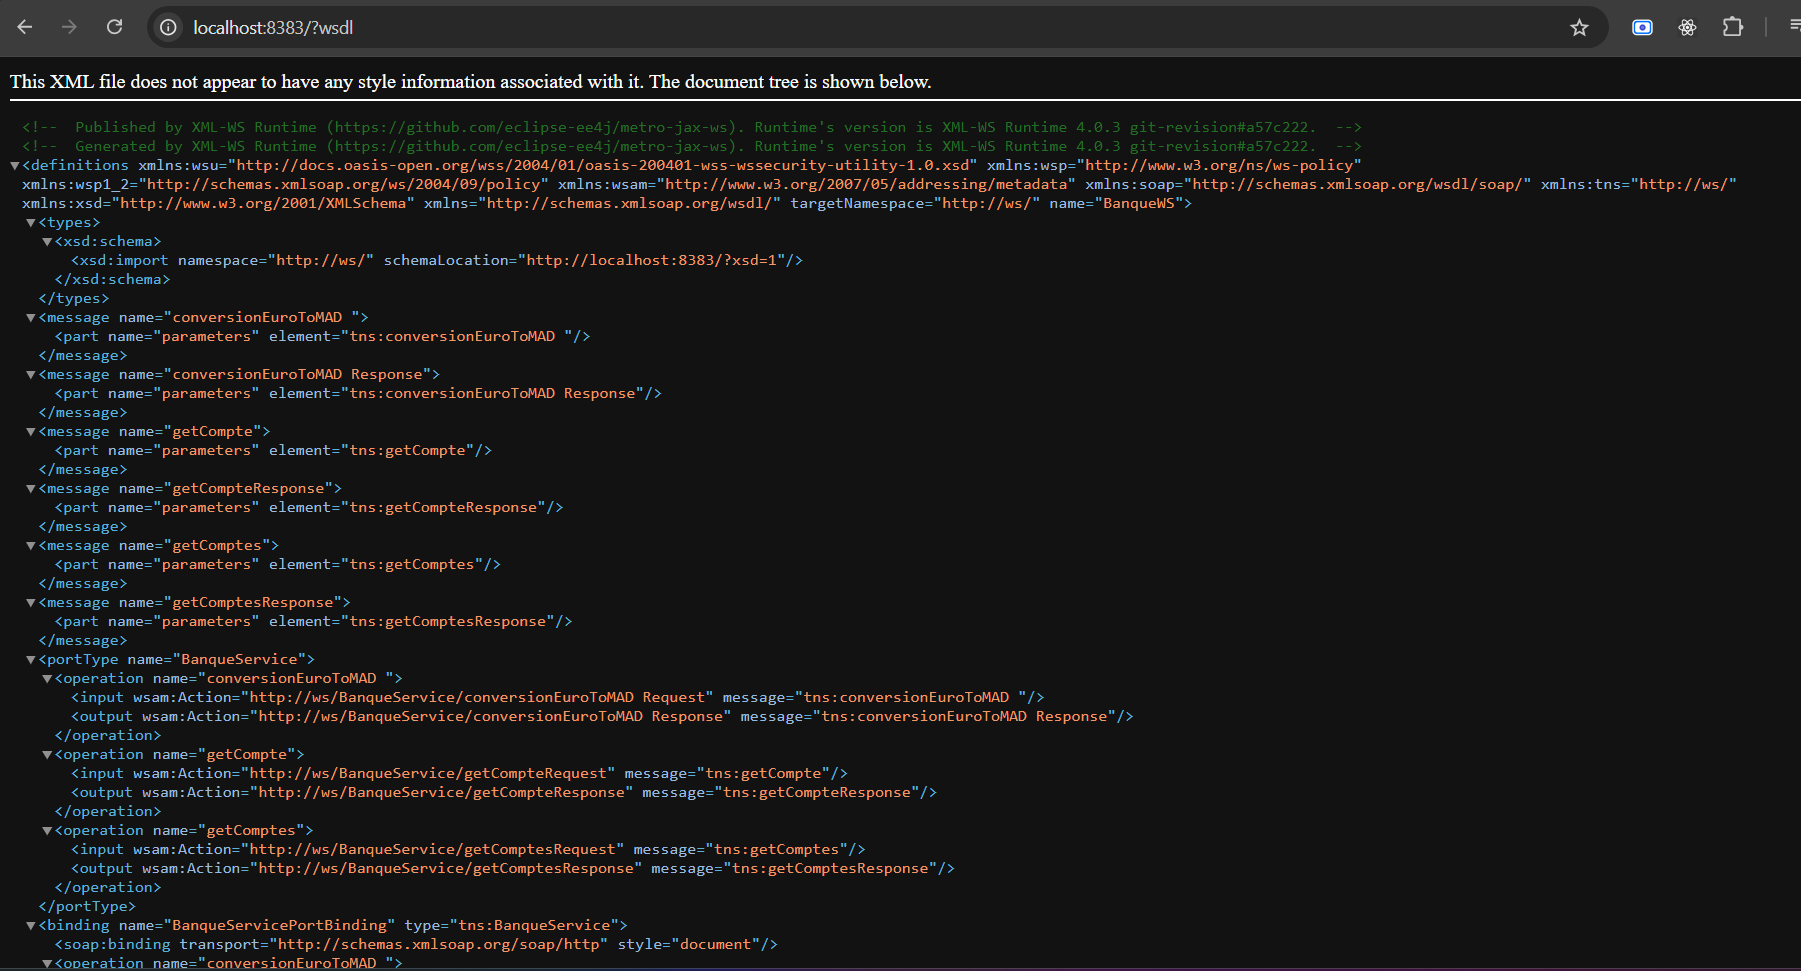 localhost:8383/?wsdl
This XML file does not appear to have any style information associated with it. The document tree is shown below.
<!--  Published by XML-WS Runtime (https://github.com/eclipse-ee4j/metro-jax-ws). Runtime's version is XML-WS Runtime 4.0.3 git-revision#a57c222.  -->
<!--  Generated by XML-WS Runtime (https://github.com/eclipse-ee4j/metro-jax-ws). Runtime's version is XML-WS Runtime 4.0.3 git-revision#a57c222.  -->
▼<definitions xmlns:wsu="http://docs.oasis-open.org/wss/2004/01/oasis-200401-wss-wssecurity-utility-1.0.xsd" xmlns:wsp="http://www.w3.org/ns/ws-policy"
xmlns:wsp1_2="http://schemas.xmlsoap.org/ws/2004/09/policy" xmlns:wsam="http://www.w3.org/2007/05/addressing/metadata" xmlns:soap="http://schemas.xmlsoap.org/wsdl/soap/" xmlns:tns="http://ws/"
xmlns:xsd="http://www.w3.org/2001/XMLSchema" xmlns="http://schemas.xmlsoap.org/wsdl/" targetNamespace="http://ws/" name="BanqueWS">
▼<types>
▼<xsd:schema>
<xsd:import namespace="http://ws/" schemaLocation="http://localhost:8383/?xsd=1"/>
</xsd:schema>
</types>
▼<message name="conversionEuroToMAD ">
<part name="parameters" element="tns:conversionEuroToMAD "/>
</message>
▼<message name="conversionEuroToMAD Response">
<part name="parameters" element="tns:conversionEuroToMAD Response"/>
</message>
▼<message name="getCompte">
<part name="parameters" element="tns:getCompte"/>
</message>
▼<message name="getCompteResponse">
<part name="parameters" element="tns:getCompteResponse"/>
</message>
▼<message name="getComptes">
<part name="parameters" element="tns:getComptes"/>
</message>
▼<message name="getComptesResponse">
<part name="parameters" element="tns:getComptesResponse"/>
</message>
▼<portType name="BanqueService">
▼<operation name="conversionEuroToMAD ">
<input wsam:Action="http://ws/BanqueService/conversionEuroToMAD Request" message="tns:conversionEuroToMAD "/>
<output wsam:Action="http://ws/BanqueService/conversionEuroToMAD Response" message="tns:conversionEuroToMAD Response"/>
</operation>
▼<operation name="getCompte">
<input wsam:Action="http://ws/BanqueService/getCompteRequest" message="tns:getCompte"/>
<output wsam:Action="http://ws/BanqueService/getCompteResponse" message="tns:getCompteResponse"/>
</operation>
▼<operation name="getComptes">
<input wsam:Action="http://ws/BanqueService/getComptesRequest" message="tns:getComptes"/>
<output wsam:Action="http://ws/BanqueService/getComptesResponse" message="tns:getComptesResponse"/>
</operation>
</portType>
▼<binding name="BanqueServicePortBinding" type="tns:BanqueService">
<soap:binding transport="http://schemas.xmlsoap.org/soap/http" style="document"/>
▼<operation name="conversionEuroToMAD ">